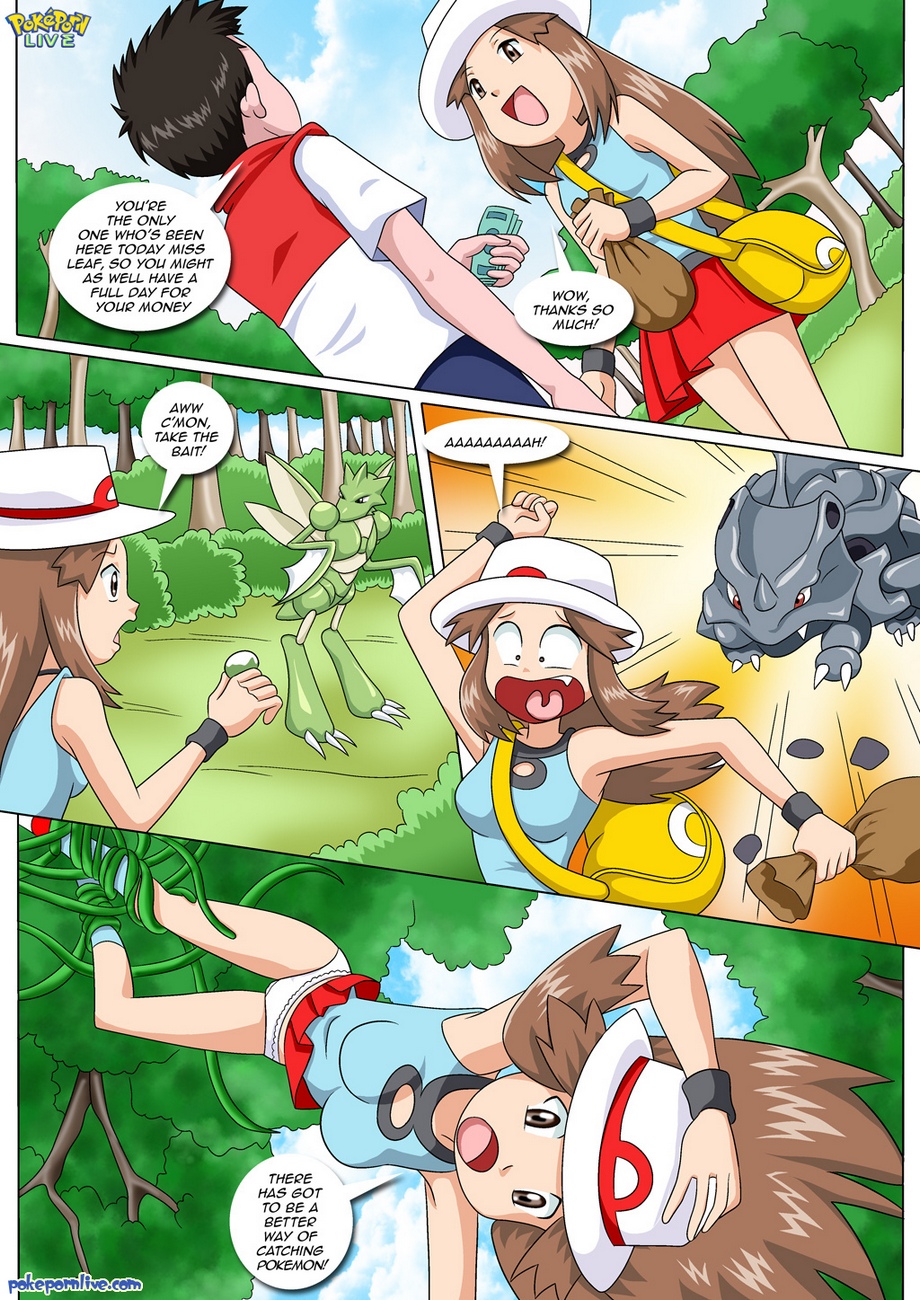 PoKéPorn
LIVE
YOU'RE
THE ONLY
ONE WHO'S BEEN
HERE TODAY MISS
LEAF, SO YOU MIGHT
AS WELL HAVE A
FULL DAY FOR
YOUR MONEY
WOW,
THANKS SO
MUCH!
AWW
C'MON,
TAKE THE
BAIT!
AAAAAAAAAH!
THERE
HAS GOT
TO BE A
BETTER
WAY OF
CATCHING
POKEMON!
pokepornlive.com